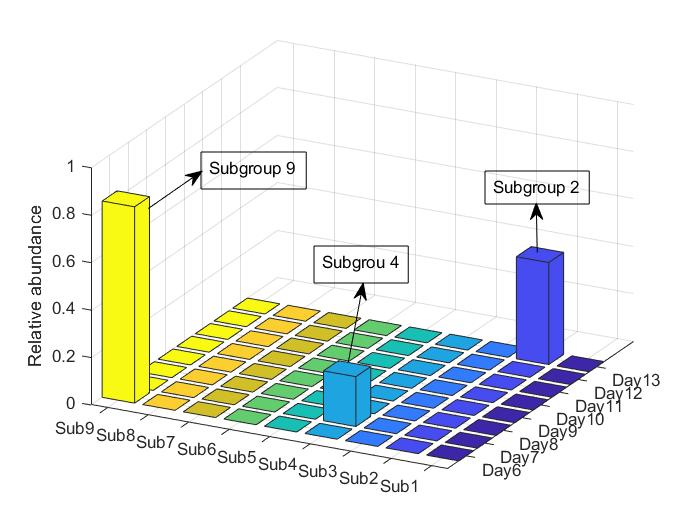 Relative abundance
1
0.8
0.6
0.4
0.2
0
Subgroup 9
Subgrou 4
Subgroup 2
Sub9
Sub8
Sub7
Sub6
Sub5
Sub4
Sub3
Sub2
Sub1
Day6
Day7
Day8
Day9
Day10
Day11
Day12
Day13